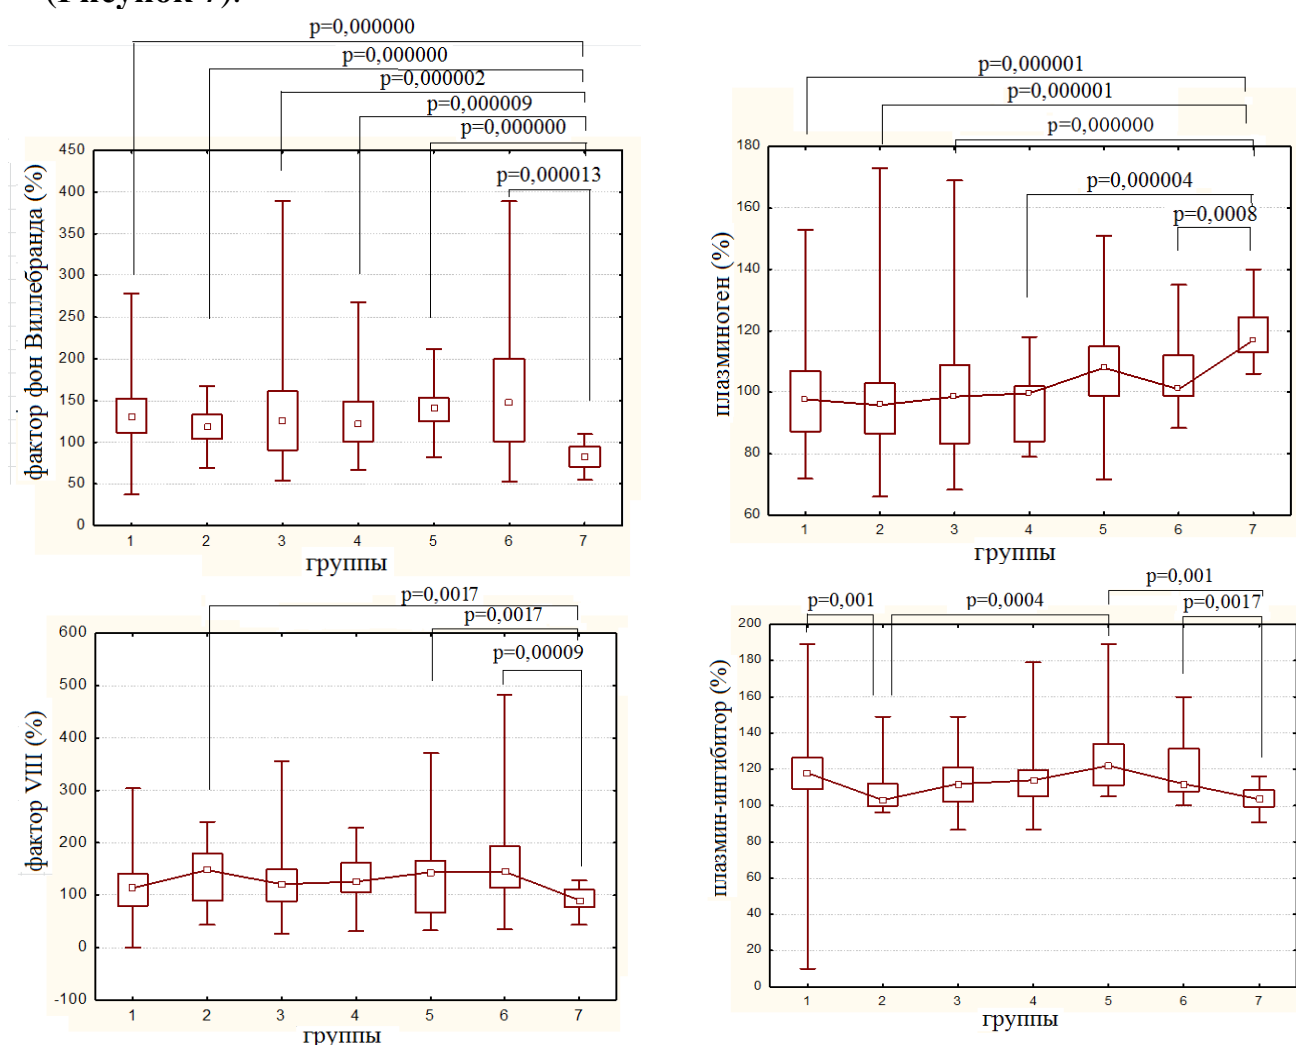 (Рисунок 7).
p=0,000000
p=0,000000
p=0,000002
p=0,000009
p=0,000000
p=0,000013
450
400
350
300
250
200
150
100
50
0
фактор фон Виллебранда (%)
1 2 3 4 5 6 7
группы
p=0,000001
p=0,000001
p=0,000000
p=0,000004
p=0,0008
180
160
140
120
100
80
60
плазминоген (%)
1 2 3 4 5 6 7
группы
p=0,0017
p=0,0017
p=0,00009
600
500
400
300
200
100
0
-100
фактор VIII (%)
1 2 3 4 5 6 7
группы
p=0,001
p=0,001
p=0,0004
p=0,0017
200
180
160
140
120
100
80
60
40
20
0
плазмин-ингибитор (%)
1 2 3 4 5 6 7
группы